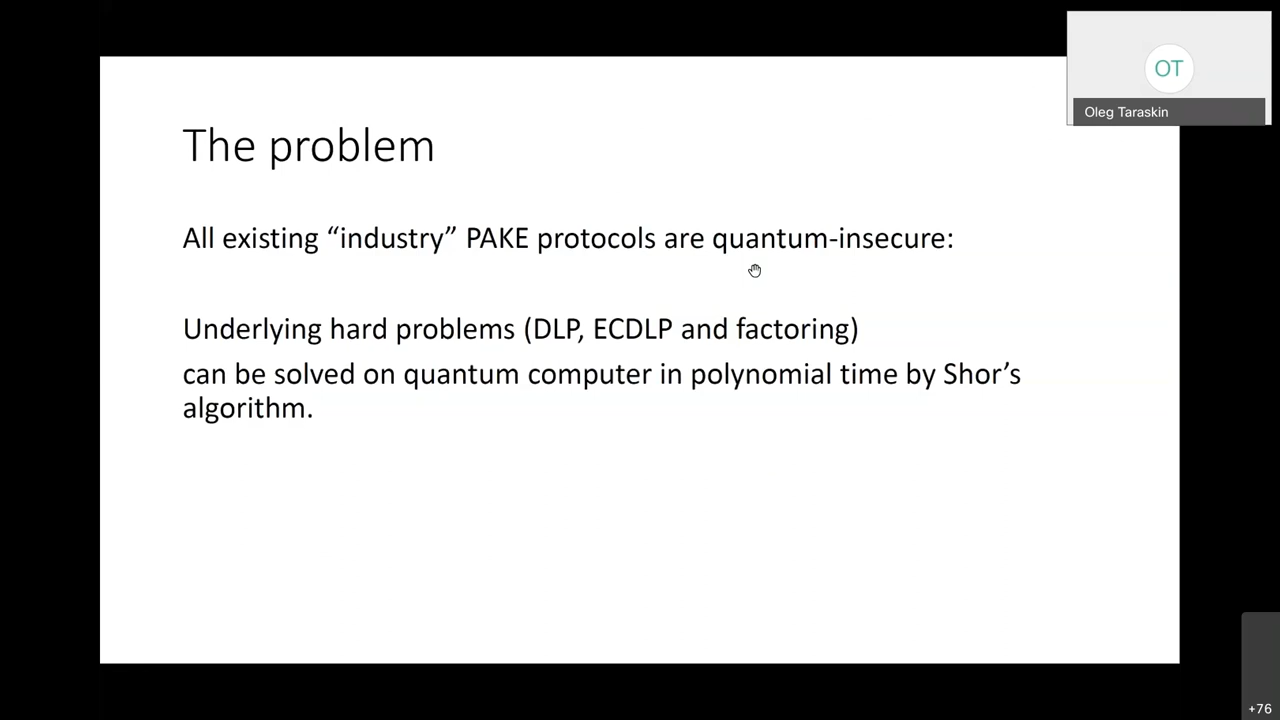 OT
Oleg Taraskin
The problem
All existing “industry” PAKE protocols are quantum-insecure:
Underlying hard problems (DLP, ECDLP and factoring)
can be solved on quantum computer in polynomial time by Shor’s
algorithm.
+76